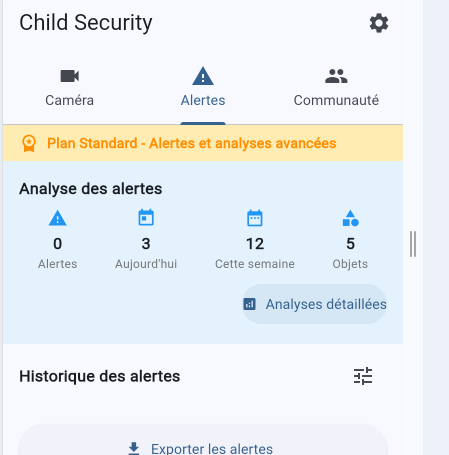 Child Security
Caméra
Alertes
Communauté
Plan Standard - Alertes et analyses avancées
Analyse des alertes
0 3 12 5
Alertes Aujourd'hui Cette semaine Objets
Analyses détaillées
Historique des alertes
Exporter les alertes